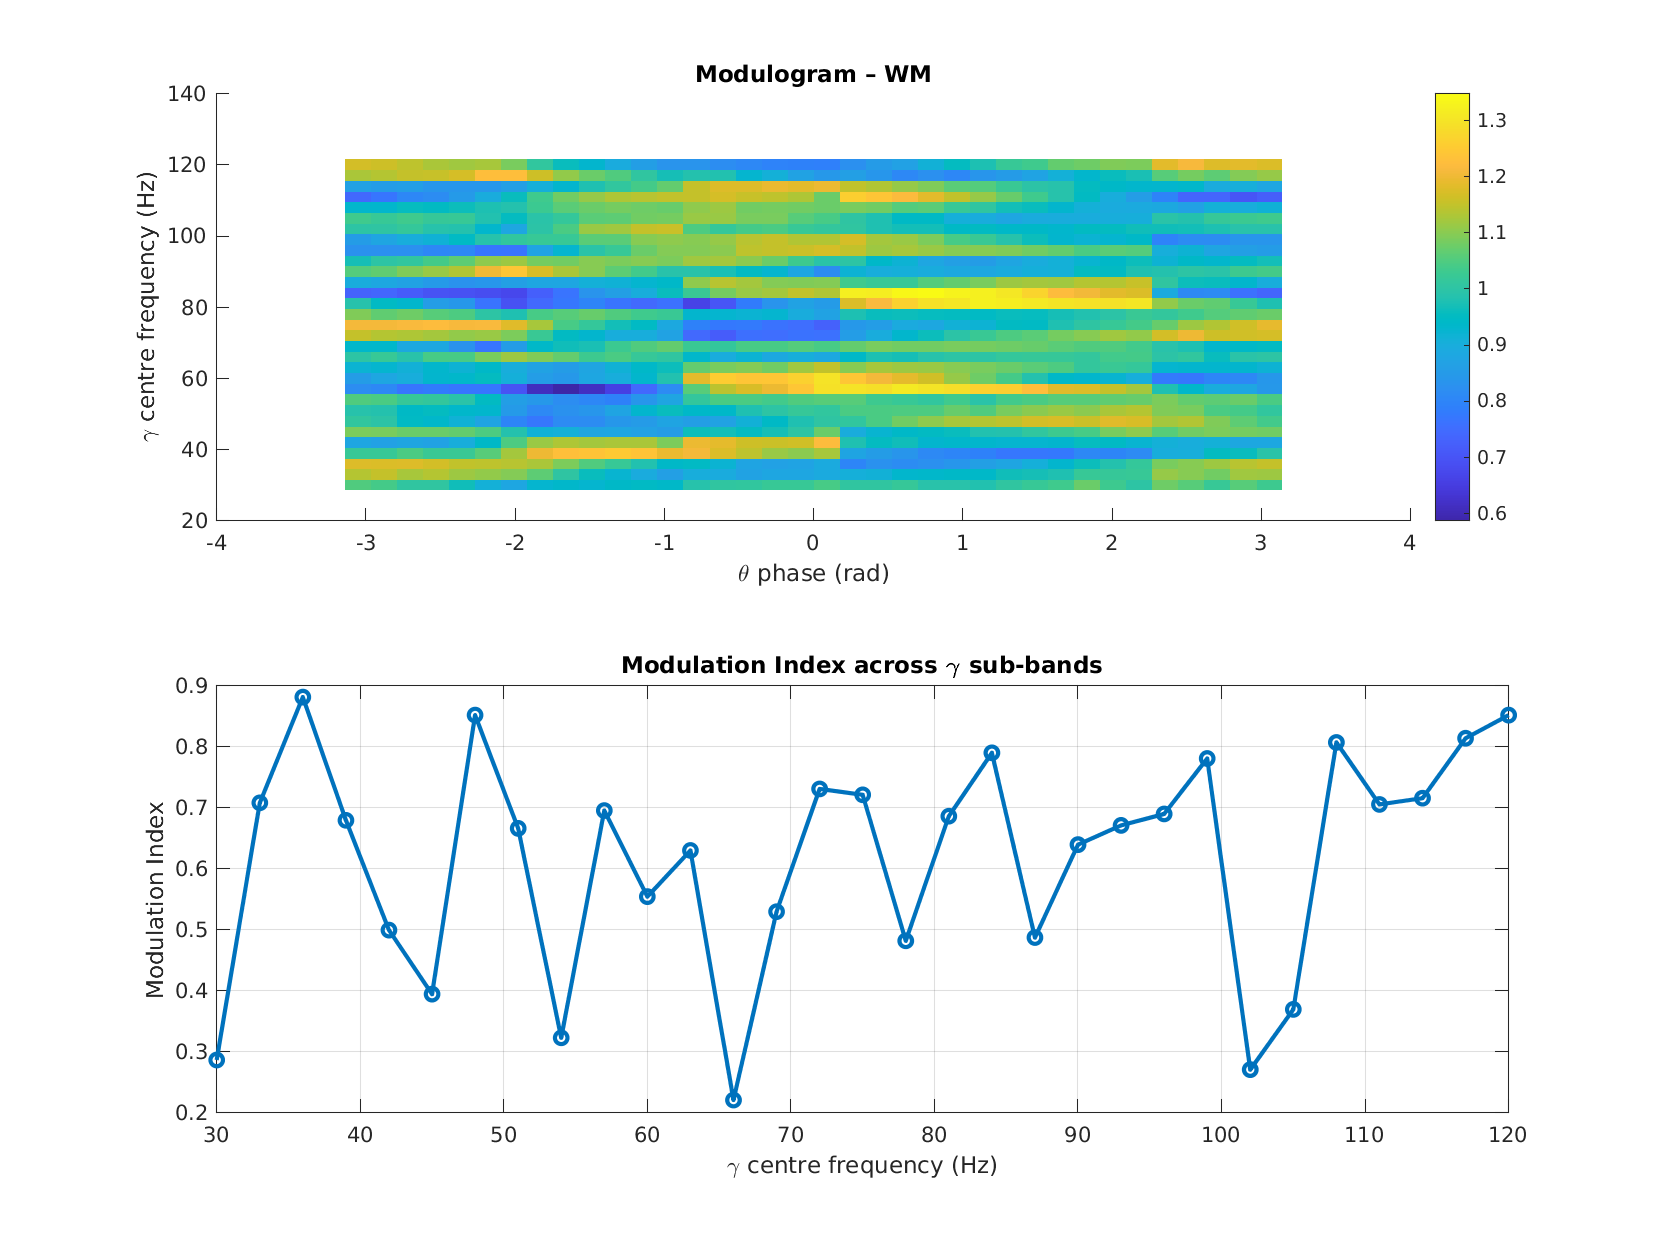 Modulogram – WM
γ centre frequency (Hz)
140
120
100
80
60
40
20
-4 -3 -2 -1 0 1 2 3 4
θ phase (rad)
1.3
1.2
1.1
1
0.9
0.8
0.7
0.6
Modulation Index across γ sub-bands
Modulation Index
0.9
0.8
0.7
0.6
0.5
0.4
0.3
0.2
30 40 50 60 70 80 90 100 110 120
γ centre frequency (Hz)